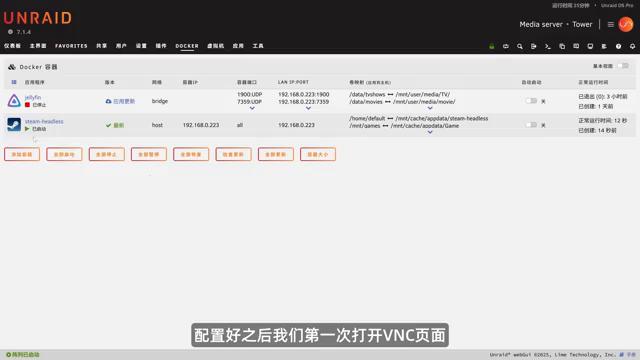 运行时间 35分钟 • Unraid OS Pro
UNRAID
7.1.4
Media server • Tower
仪表板 主界面 FAVORITES 共享 用户 设置 插件 DOCKER 虚拟机 应用 工具
Docker 容器
基本视图
应用程序 版本 网络 容器IP 容器端口 LAN IP:PORT 卷映射 (应用到主机) 自动启动 正常运行时间
jellyfin
已停止
应用更新 bridge
1900:UDP 192.168.0.223:1900 /data/tvshows ↔ /mnt/user/media/TV/
7359:UDP 192.168.0.223:7359 /data/movies ↔ /mnt/user/media/movie/
关
已退出 (0): 3 小时前
已创建: 1 天前
steam-headless
已启动
最新 host 192.168.0.223 all 192.168.0.223
/home/default ↔ /mnt/cache/appdata/steam-headless
/mnt/games ↔ /mnt/cache/appdata/Game
关
正常运行时间: 12 秒
已创建: 14 秒前
添加容器 全部启动 全部停止 全部暂停 全部恢复 检查更新 全部更新 容器大小
配置好之后我们第一次打开VNC页面
阵列已启动
Unraid® webGui ©2025, Lime Technology, Inc. 手册